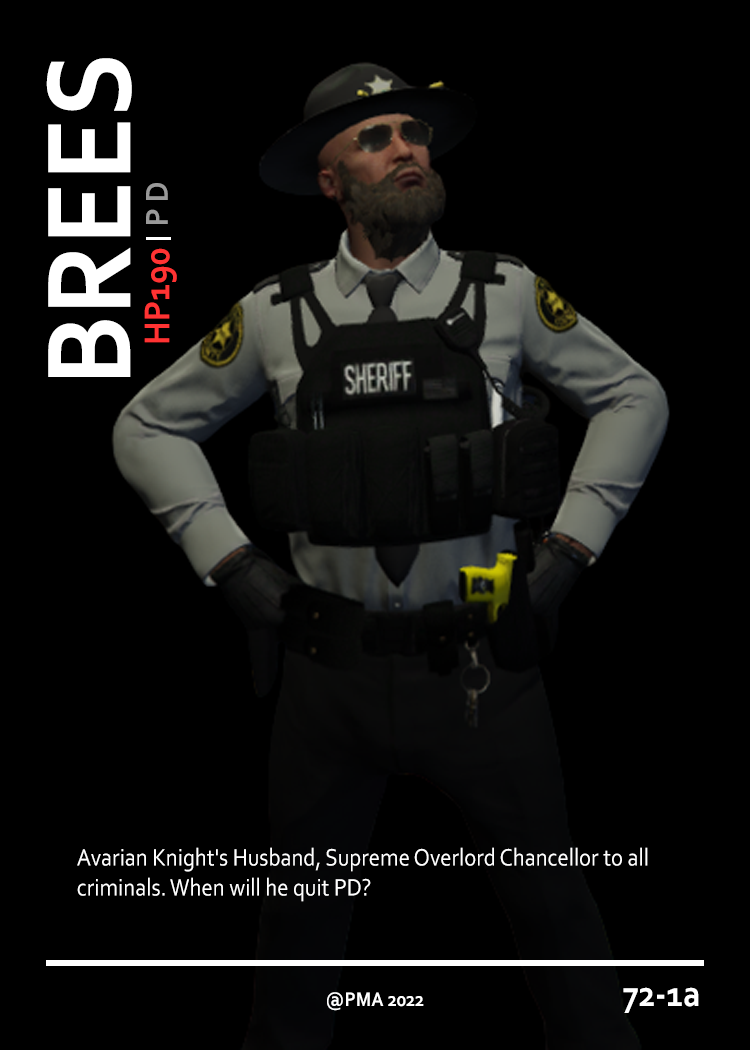 BREES
HP190 | PD
SHERIFF
Avarian Knight's Husband, Supreme Overlord Chancellor to all
criminals. When will he quit PD?
@PMA 2022
72-1a